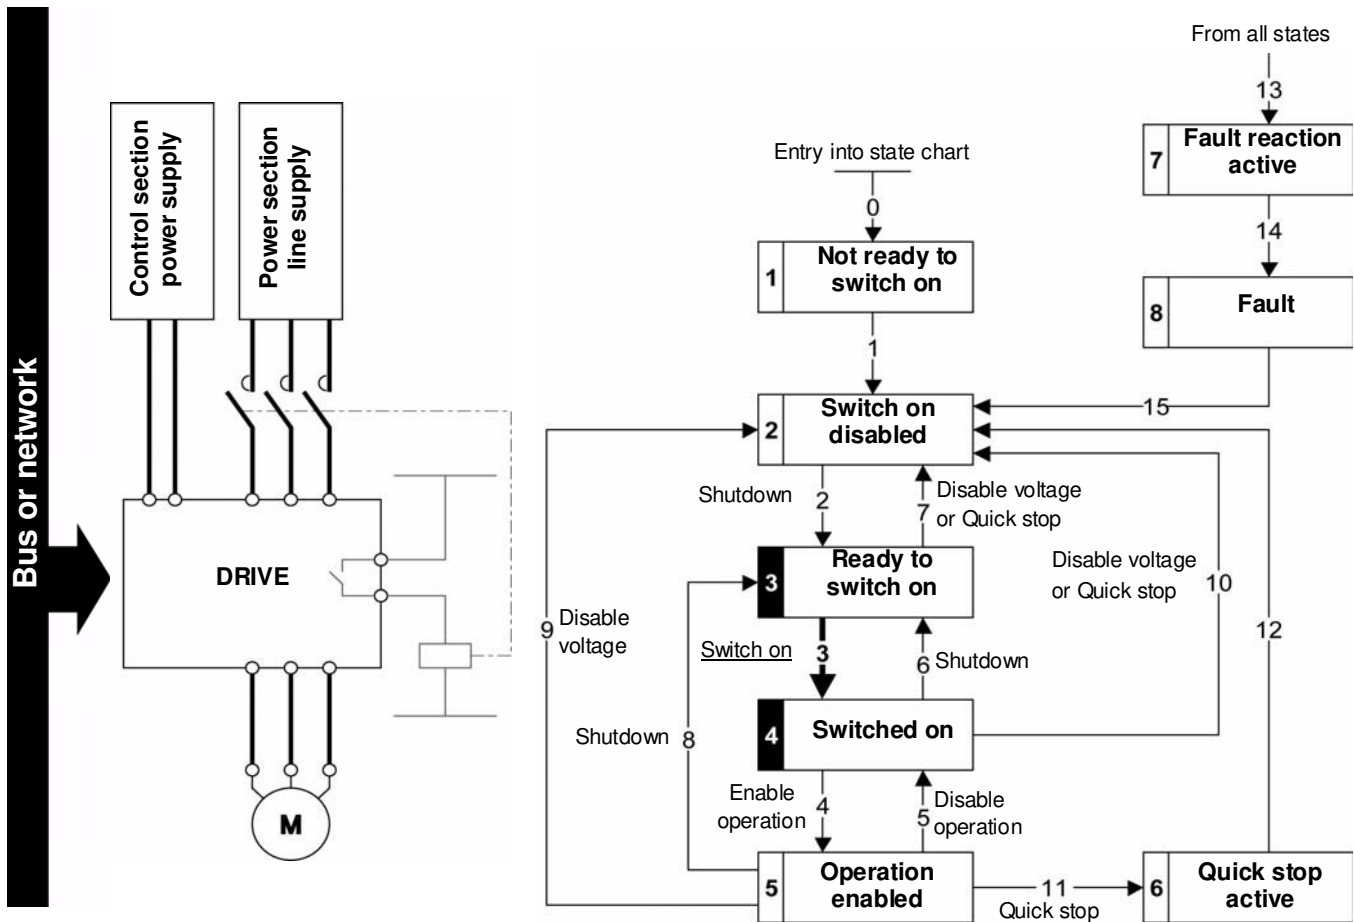 Bus or network
Control section
power supply
Power section
line supply
DRIVE
M
From all states
13
7
Fault reaction
active
14
8
Fault
15
Entry into state chart
0
1
Not ready to
switch on
1
2
Switch on
disabled
Shutdown
2
7
Disable voltage
or Quick stop
3
Ready to
switch on
Disable voltage
or Quick stop
10
12
9
Disable
voltage
Switch on
3
6
Shutdown
4
Switched on
Shutdown
8
Enable
operation
4
5
Disable
operation
5
Operation
enabled
11
Quick stop
6
Quick stop
active